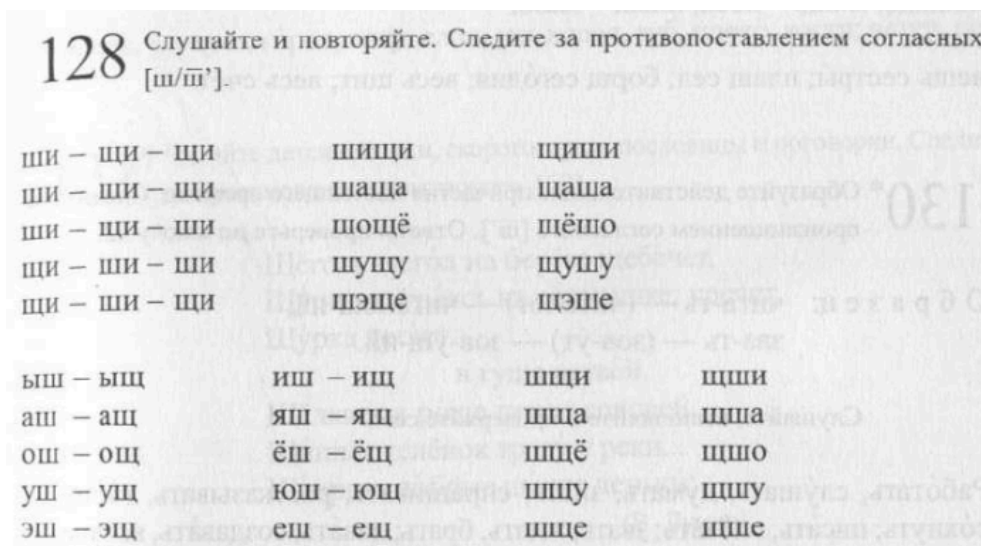 128 Слушайте и повторяйте. Следите за противопоставлением согласных
[ш/ш̅'].
ши – щи – щи шищи щиши
ши – ши – щи шаща щаша
ши – щи – ши шощё щёшо
щи – ши – ши шущу щушу
щи – ши – щи шэще щэше
ыш – ыщ иш – ищ шщи щши
аш – ащ яш – ящ шща щша
ош – ощ ёш – ёщ шщё щшо
уш – ущ юш – ющ шщу щшу
эш – эщ еш – ещ шще щше